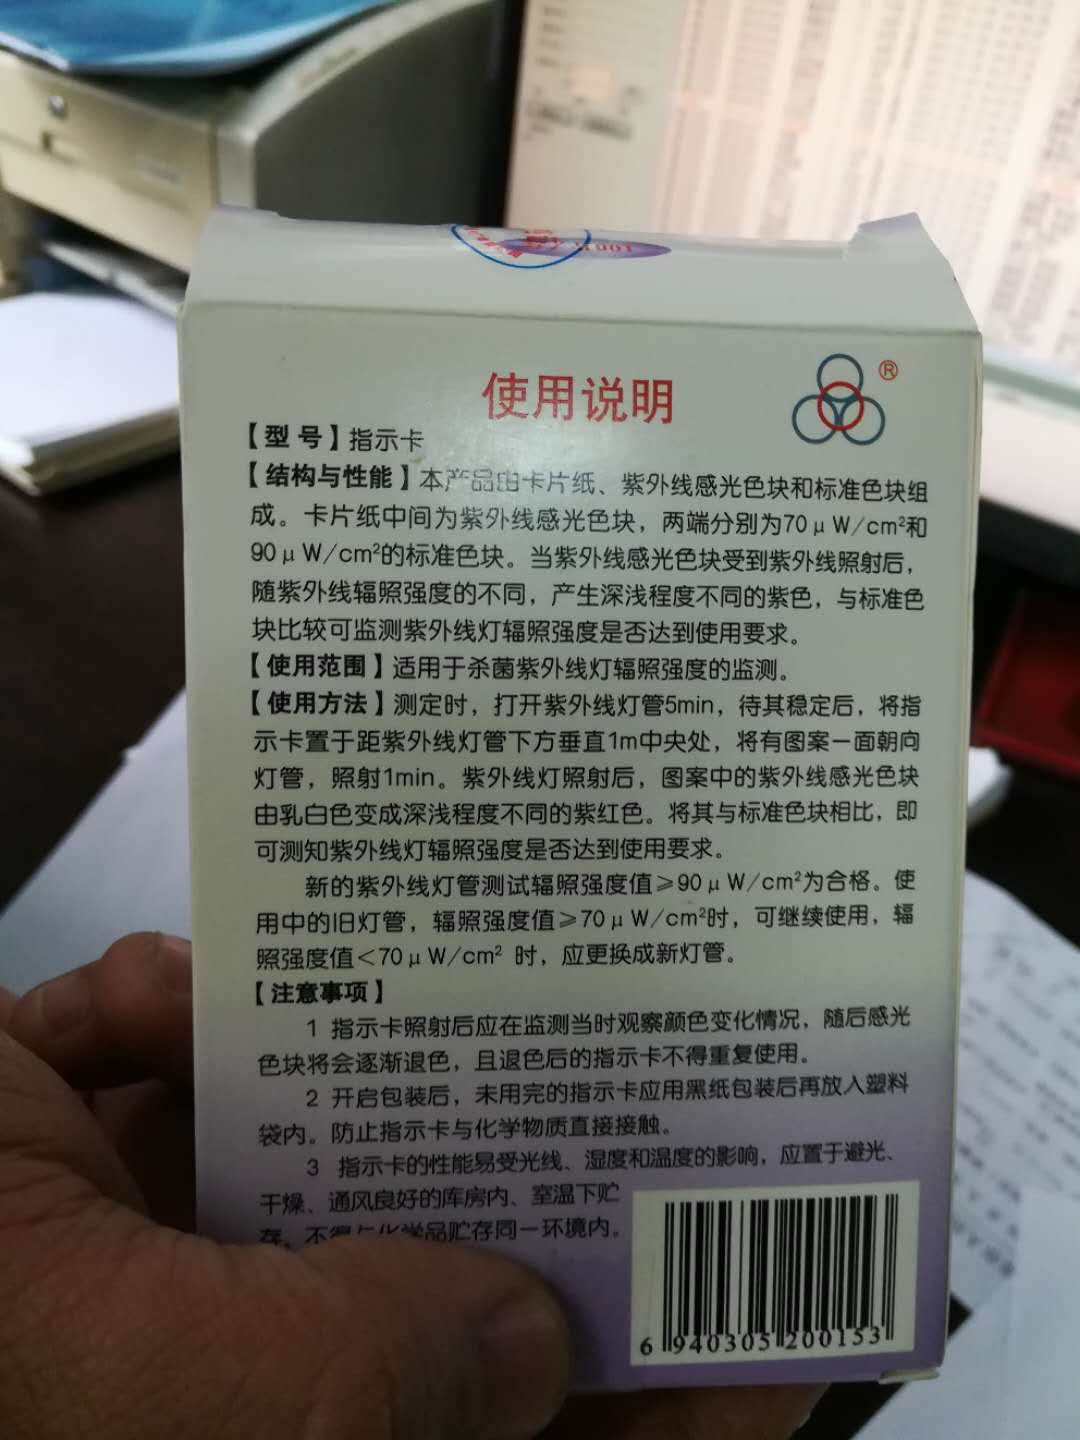 使用说明
®
【型号】指示卡
【结构与性能】本产品由卡片纸、紫外线感光色块和标准色块组
成。卡片纸中间为紫外线感光色块，两端分别为70μW/cm²和
90μW/cm²的标准色块。当紫外线感光色块受到紫外线照射后，
随紫外线辐照强度的不同，产生深浅程度不同的紫色，与标准色
块比较可监测紫外线灯辐照强度是否达到使用要求。
【使用范围】适用于杀菌紫外线灯辐照强度的监测。
【使用方法】测定时，打开紫外线灯管5min，待其稳定后，将指
示卡置于距紫外线灯管下方垂直1m中央处，将有图案一面朝向
灯管，照射1min。紫外线灯照射后，图案中的紫外线感光色块
由乳白色变成深浅程度不同的紫红色。将其与标准色块相比，即
可测知紫外线灯辐照强度是否达到使用要求。
新的紫外线灯管测试辐照强度值≥90μW/cm²为合格。使
用中的旧灯管，辐照强度值≥70μW/cm²时，可继续使用，辐
照强度值<70μW/cm² 时，应更换成新灯管。
【注意事项】
1 指示卡照射后应在监测当时观察颜色变化情况，随后感光
色块将会逐渐退色，且退色后的指示卡不得重复使用。
2 开启包装后，未用完的指示卡应用黑纸包装后再放入塑料
袋内。防止指示卡与化学物质直接接触。
3 指示卡的性能易受光线、湿度和温度的影响，应置于避光、
干燥、通风良好的库房内、室温下贮
存。不得与化学品贮存同一环境内。
6 940305 200153